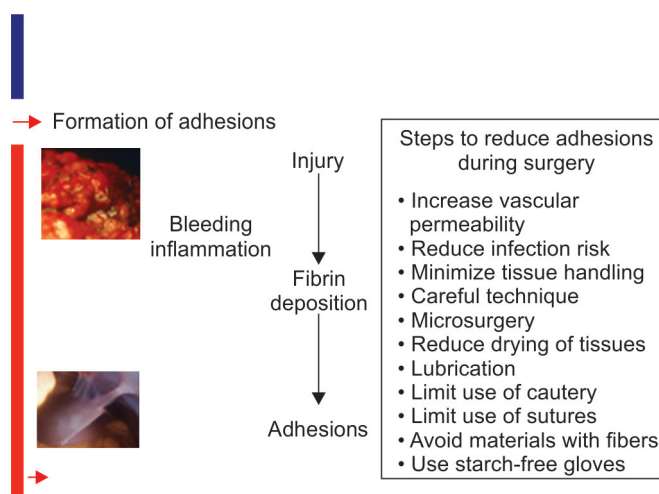 Formation of adhesions
Injury
Bleeding
inflammation
Fibrin
deposition
Adhesions
Steps to reduce adhesions
during surgery
• Increase vascular
permeability
• Reduce infection risk
• Minimize tissue handling
• Careful technique
• Microsurgery
• Reduce drying of tissues
• Lubrication
• Limit use of cautery
• Limit use of sutures
• Avoid materials with fibers
• Use starch-free gloves